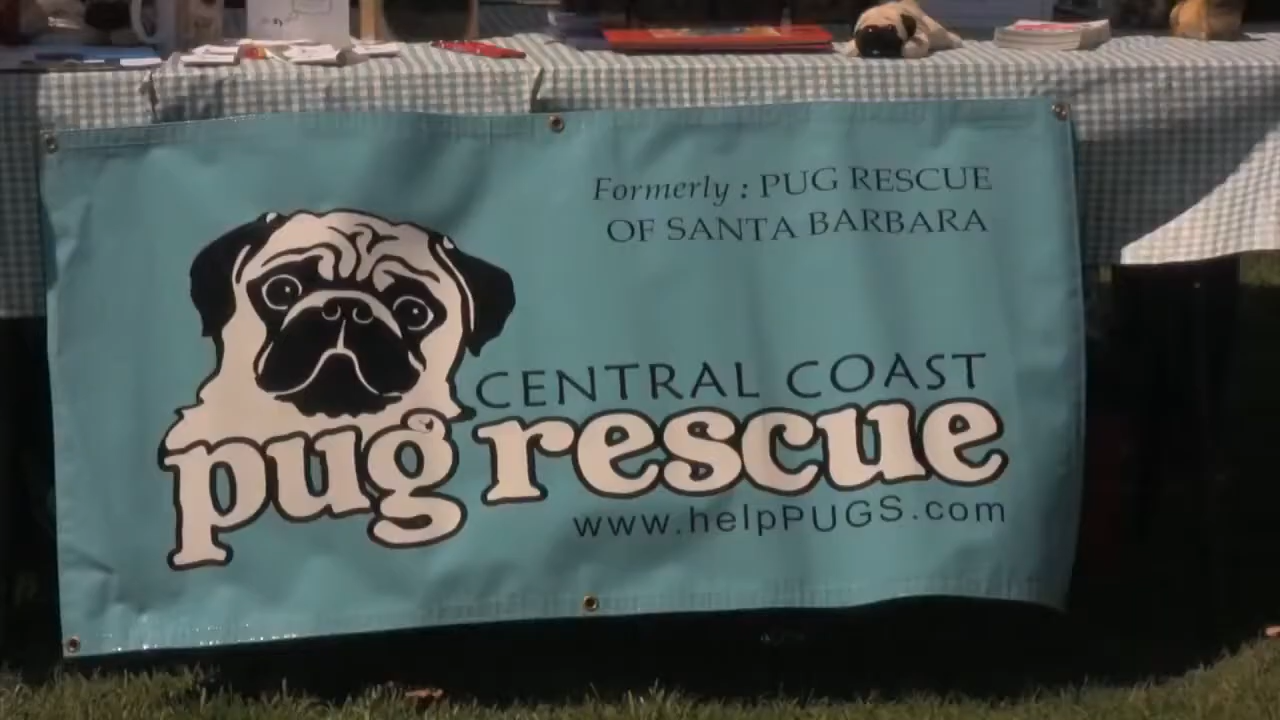 Formerly : PUG RESCUE
OF SANTA BARBARA
CENTRAL COAST
pug rescue
www.helpPUGS.com